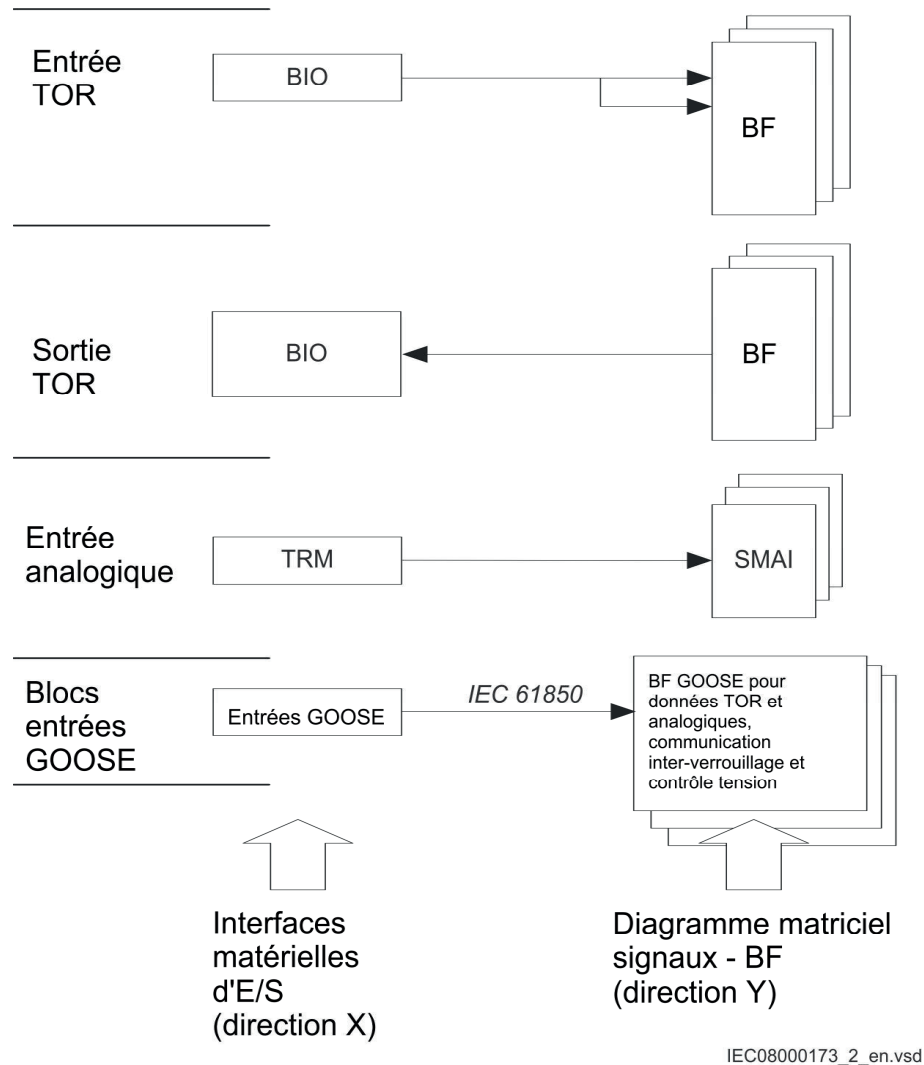 Entrée
TOR
BIO
BF
Sortie
TOR
BIO
BF
Entrée
analogique
TRM
SMAI
Blocs
entrées
GOOSE
Entrées GOOSE
IEC 61850
BF GOOSE pour
données TOR et
analogiques,
communication
inter-verrouillage et
contrôle tension
Interfaces
matérielles
d'E/S
(direction X)
Diagramme matriciel
signaux - BF
(direction Y)
IEC08000173_2_en.vsd